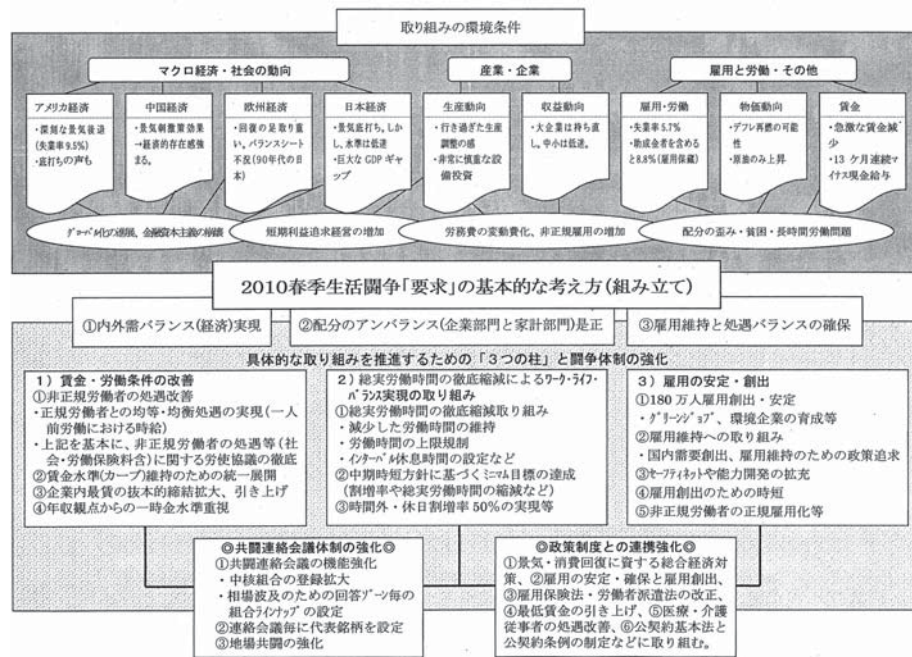 取り組みの環境条件
マクロ経済・社会の動向
産業・企業
雇用と労働・その他
アメリカ経済
・深刻な景気後退
(失業率9.5%)
・底打ちの声も
中国経済
・景気刺激策効果
→経済的存在感強
まる。
欧州経済
・回復の足取り重
い。バランスシート
不況(90年代の日
本)
日本経済
・景気底打ち。しか
し、水準は低迷
・巨大なGDPギャ
ップ
生産動向
・行き過ぎた生産
調整の感
・非常に慎重な設
備投資
収益動向
・大企業は持ち直
し。中小は低迷。
雇用・労働
・失業率5.7%
・助成金者を含める
と8.8%(雇用保蔵)
物価動向
・デフレ再燃の可能
性
・原油のみ上昇
賃金
・急激な賃金減
少
・13ケ月連続マ
イナス現金給与
グローバル化の進展、金融資本主義の崩壊
短期利益追求経営の増加
労務費の変動費化、非正規雇用の増加
配分の歪み・貧困・長時間労働問題
2010春季生活闘争「要求」の基本的な考え方(組み立て)
①内外需バランス(経済)実現
②配分のアンバランス(企業部門と家計部門)是正
③雇用維持と処遇バランスの確保
具体的な取り組みを推進するための「3つの柱」と闘争体制の強化
1）賃金・労働条件の改善
①非正規労働者の処遇改善
・正規労働者との均等・均衡処遇の実現(一人
前労働における時給)
・上記を基本に、非正規労働者の処遇等(社
会・労働保険料含)に関する労使協議の徹底
②賃金水準(カーブ)維持のための統一展開
③企業内最賃の抜本的締結拡大、引き上げ
④年収観点からの一時金水準重視
2）総実労働時間の徹底縮減によるワーク・ライフ・
バランス実現の取り組み
①総実労働時間の徹底縮減取り組み
・減少した労働時間の維持
・労働時間の上限規制
・インターバル休息時間の設定など
②中期時短方針に基づくミニマム目標の達成
(割増率や総実労働時間の縮減など)
③時間外・休日割増率50%の実現等
3）雇用の安定・創出
①180万人雇用創出・安定
・グリーンジョブ、環境企業の育成等
②雇用維持への取り組み
・国内需要創出、雇用維持のための政策追求
③セーフティネットや能力開発の拡充
④雇用創出のための時短
⑤非正規労働者の正規雇用化等
◎共闘連絡会議体制の強化◎
①共闘連絡会議の機能強化
・中核組合の登録拡大
・相場波及のための回答ゾーン毎の
組合ラインナップの設定
②連絡会議毎に代表銘柄を設定
③地場共闘の強化
◎政策制度との連携強化◎
①景気・消費回復に資する総合経済対
策、②雇用の安定・確保と雇用創出、
③雇用保険法・労働者派遣法の改正、
④最低賃金の引き上げ、⑤医療・介護
従事者の処遇改善、⑥公契約基本法と
公契約条例の制定などに取り組む。